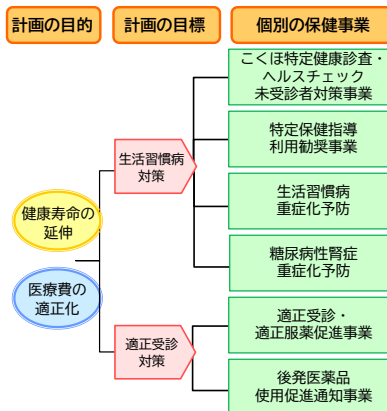 計画の目的
計画の目標
個別の保健事業
健康寿命の
延伸
医療費の
適正化
生活習慣病
対策
適正受診
対策
こくほ特定健康診査・
ヘルスチェック
未受診者対策事業
特定保健指導
利用勧奨事業
生活習慣病
重症化予防
糖尿病性腎症
重症化予防
適正受診・
適正服薬促進事業
後発医薬品
使用促進通知事業